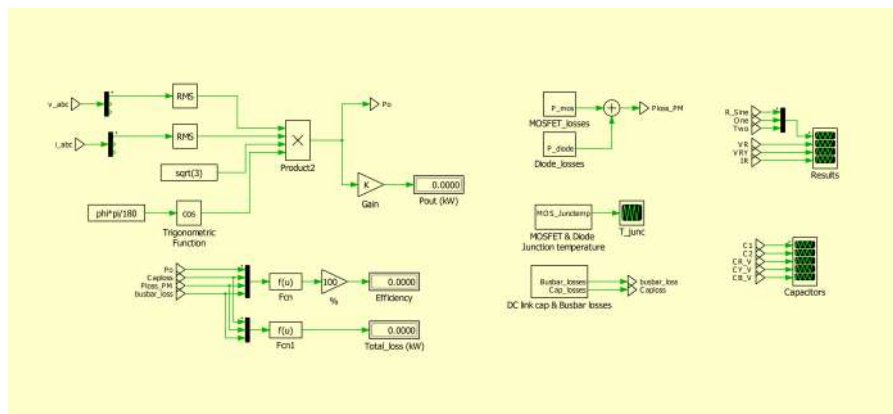 v_abc
RMS
i_abc
RMS
sqrt(3)
Product2
Po
phi*pi/180
cos
Trigonometric
Function
K
Gain
0.0000
Pout (kW)
Po
Caploss
Ploss_PM
busbar_loss
f(u)
Fcn
100
%
0.0000
Efficiency
f(u)
Fcn1
0.0000
Total_loss (kW)
P_mos
MOSFET_losses
P_diode
Diode_losses
Ploss_PM
MOS_Junctemp
MOSFET & Diode
Junction temperature
T_junc
Busbar_losses
Cap_losses
DC link cap & Busbar losses
busbar_loss
Caploss
R_Sine
One
Two
VR
VRY
IR
Results
C1
C2
CR_V
CY_V
CB_V
Capacitors